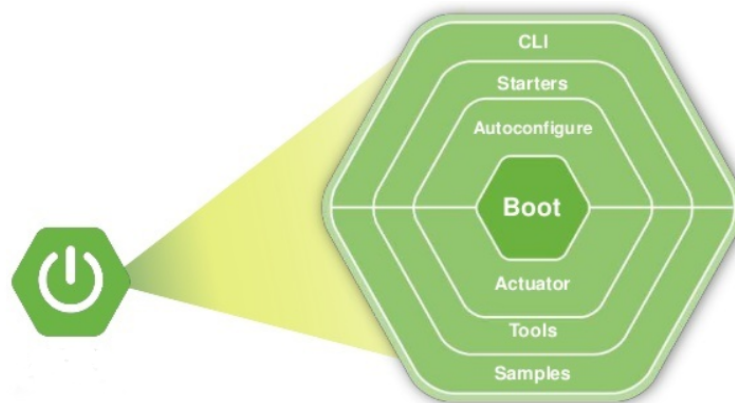 CLI
Starters
Autoconfigure
Boot
Actuator
Tools
Samples